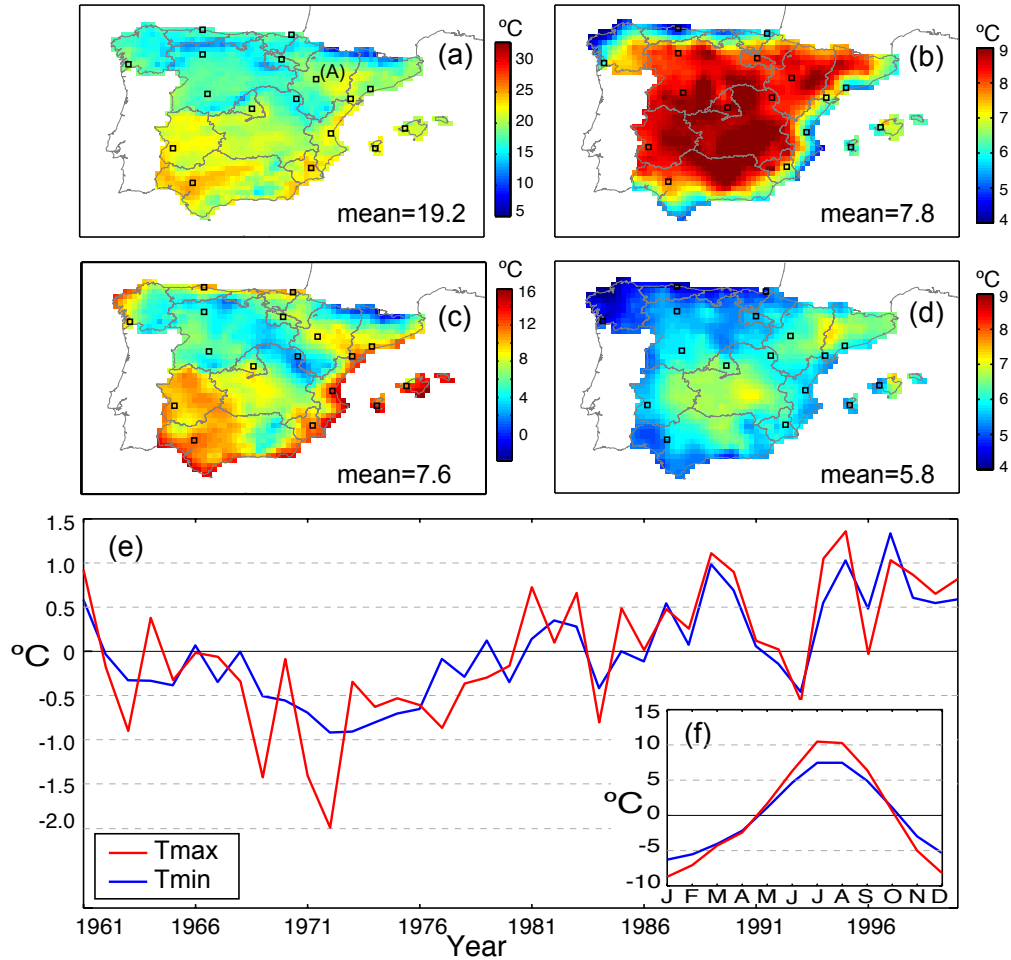 ºC
(a)
(A)
30
25
20
15
10
5
mean=19.2
ºC
(b)
9
8
7
6
5
4
mean=7.8
ºC
(c)
16
12
8
4
0
mean=7.6
ºC
(d)
9
8
7
6
5
4
mean=5.8
(e)
1.5
1.0
0.5
0
-0.5
-1.0
-1.5
-2.0
ºC
Tmax
Tmin
1961 1966 1971 1976 1981 1986 1991 1996
Year
(f)
15
10
5
0
-5
-10
ºC
J F M A M J J A S O N D